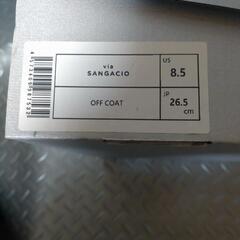 via
SANGACIO
US
8.5
OFF COAT
JP
26.5
cm